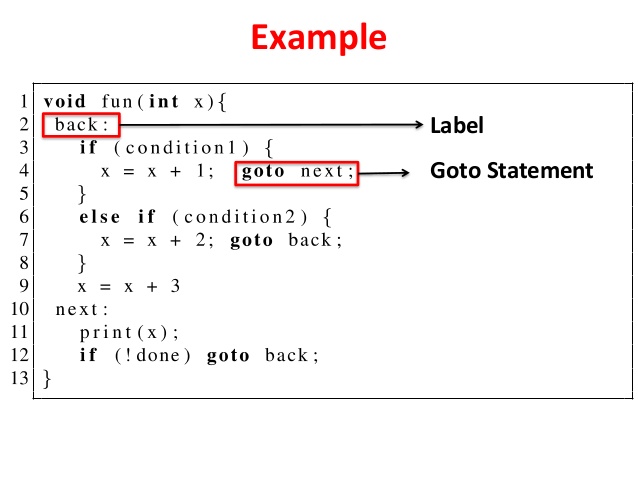 Example
1 void fun(int x){
2 back: Label
3 if (condition1) {
4 x = x + 1; goto next; Goto Statement
5 }
6 else if (condition2) {
7 x = x + 2; goto back;
8 }
9 x = x + 3
10 next:
11 print(x);
12 if (!done) goto back;
13 }